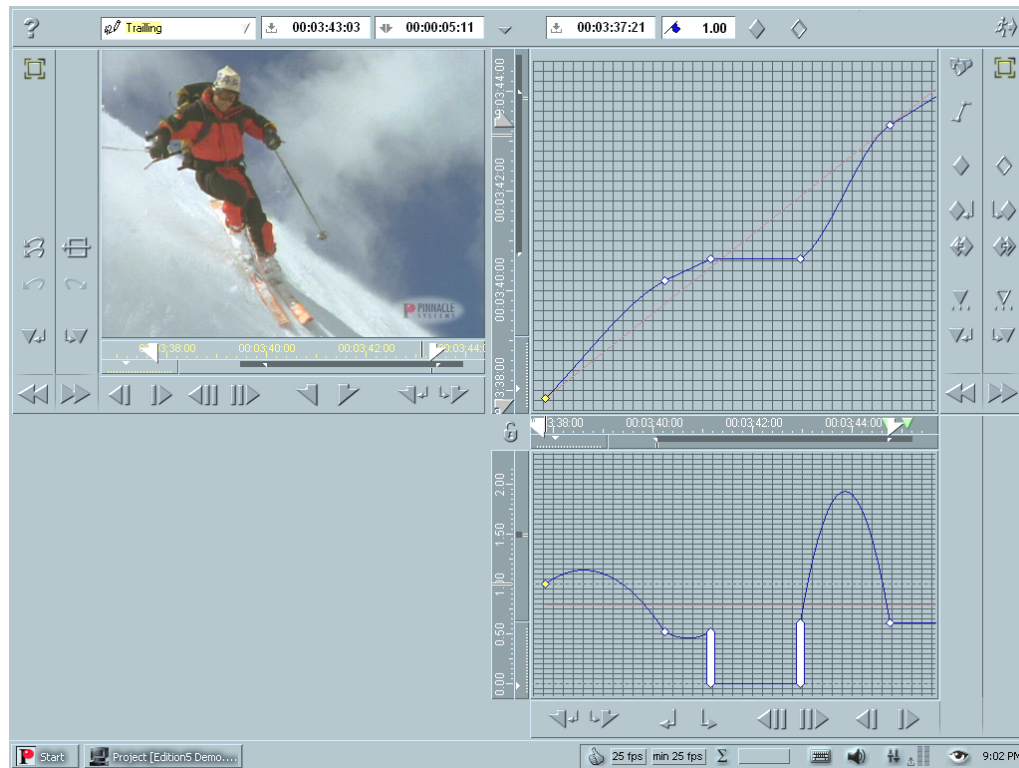 ?
Trailling
00:03:43:03
00:00:05:11
00:03:37:21
1.00
PINNACLE
SYSTEMS
3:38:00 00:03:40:00 00:03:42:00 03:44:
00:03:44:00
00:03:42:00
00:03:40:00
3:38:00
3:38:00 00:03:40:00 00:03:42:00 00:03:44:00
2.00
1.50
1.00
0.50
0.00
Start
Project [Edition5 Demo....
25 fps
min 25 fps
Σ
9:02 PM